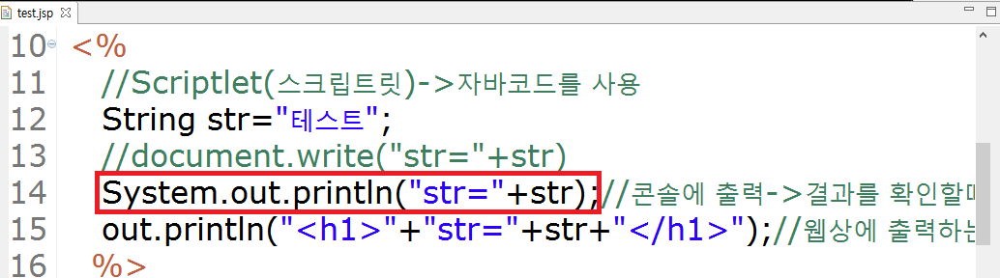 test.jsp
10 <%
11 //Scriptlet(스크립트릿)->자바코드를 사용
12 String str="테스트";
13 //document.write("str="+str)
14 System.out.println("str="+str);//콘솔에 출력->결과를 확인할때
15 out.println("<h1>"+"str="+str+"</h1>");//웹상에 출력하는
16 %>